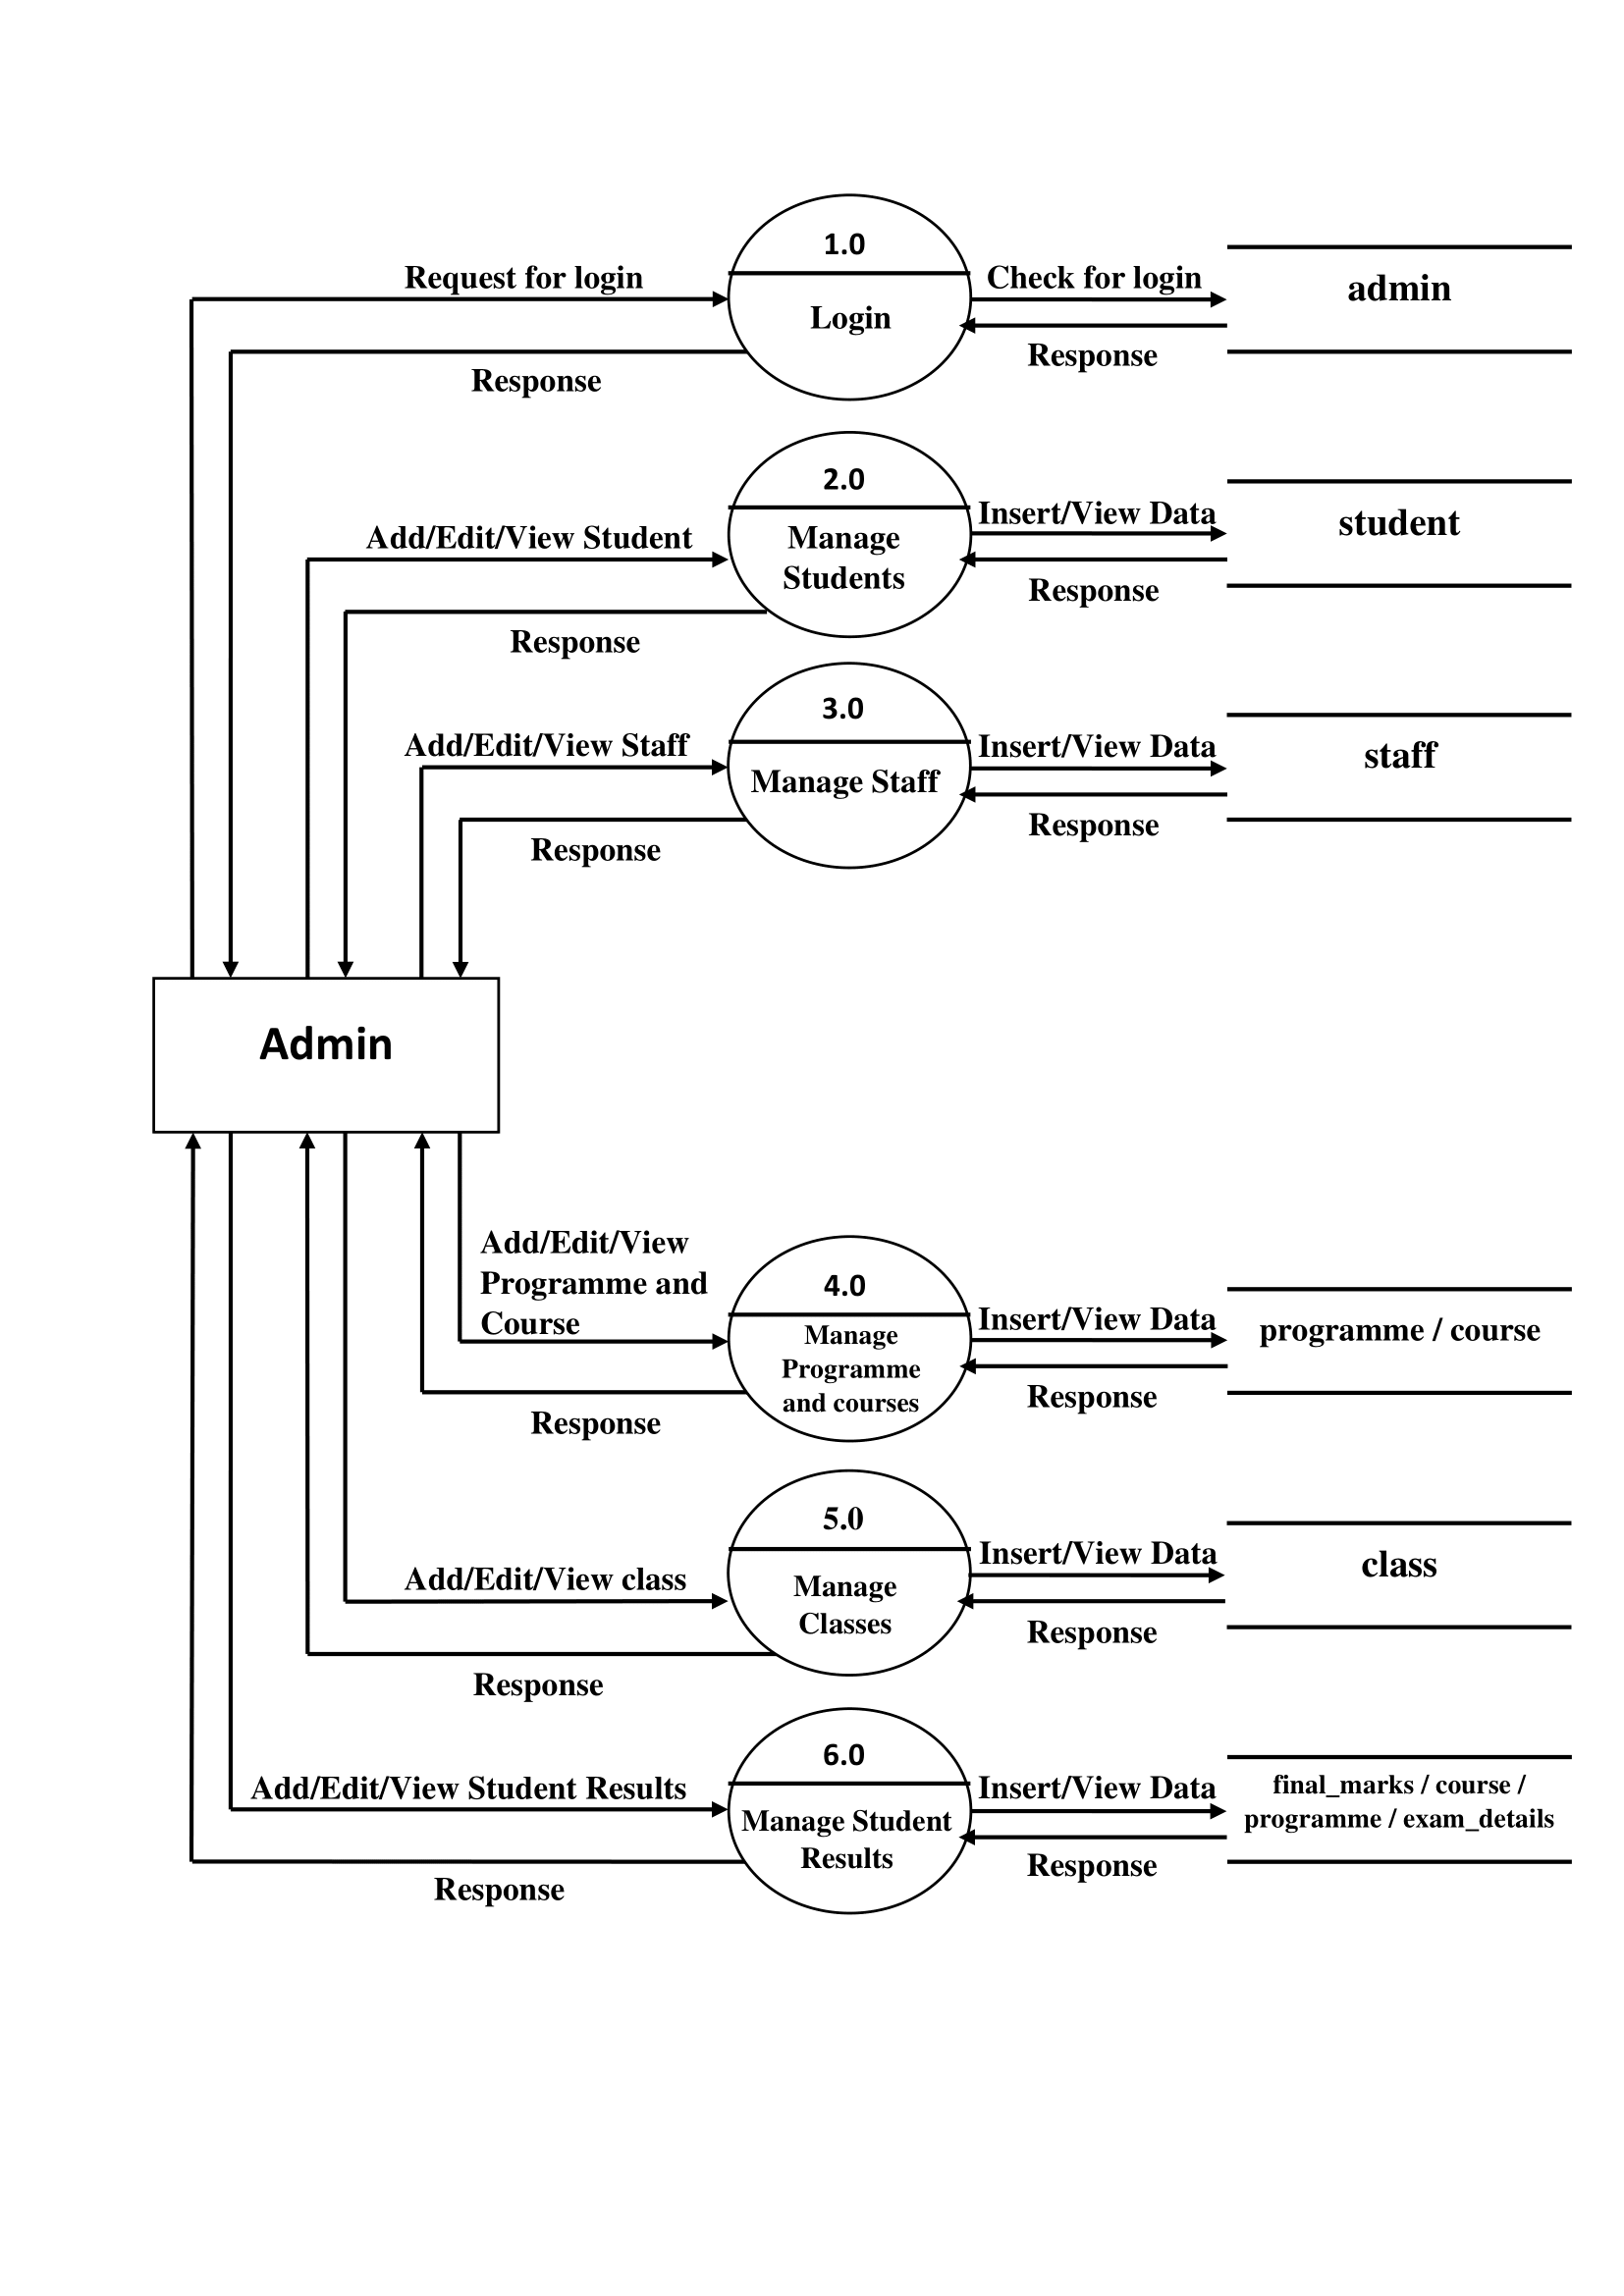 1.0
Request for login
Check for login
admin
Login
Response
Response
2.0
Insert/View Data
student
Add/Edit/View Student
Manage
Students
Response
Response
3.0
Add/Edit/View Staff
Insert/View Data
staff
Manage Staff
Response
Response
Admin
Add/Edit/View
Programme and
Course
4.0
Insert/View Data
programme / course
Manage
Programme
and courses
Response
Response
5.0
Insert/View Data
class
Add/Edit/View class
Manage
Classes
Response
Response
6.0
Add/Edit/View Student Results
Insert/View Data
final_marks / course /
programme / exam_details
Manage Student
Results
Response
Response